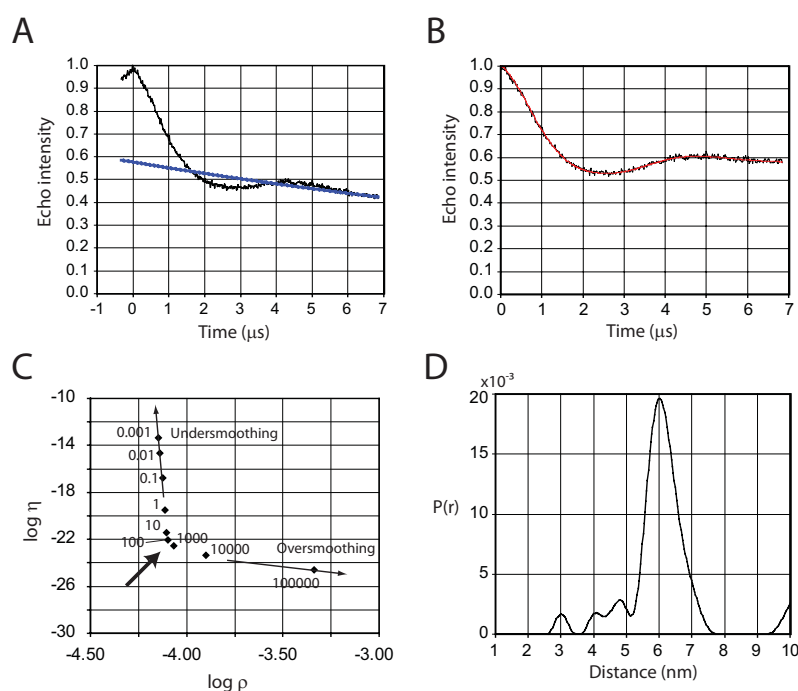 A
1.0
0.9
0.8
0.7
0.6
0.5
0.4
0.3
0.2
0.1
0.0
Echo intensity
-1 0 1 2 3 4 5 6 7
Time (μs)
B
1.0
0.9
0.8
0.7
0.6
0.5
0.4
0.3
0.2
0.1
0.0
Echo intensity
0 1 2 3 4 5 6 7
Time (μs)
C
-10
-14
-18
-22
-26
-30
log η
0.001
Undersmoothing
0.01
0.1
1
10
100
1000
10000
Oversmoothing
100000
-4.50 -4.00 -3.50 -3.00
log ρ
D
x10⁻³
20
15
10
5
0
P(r)
1 2 3 4 5 6 7 8 9 10
Distance (nm)